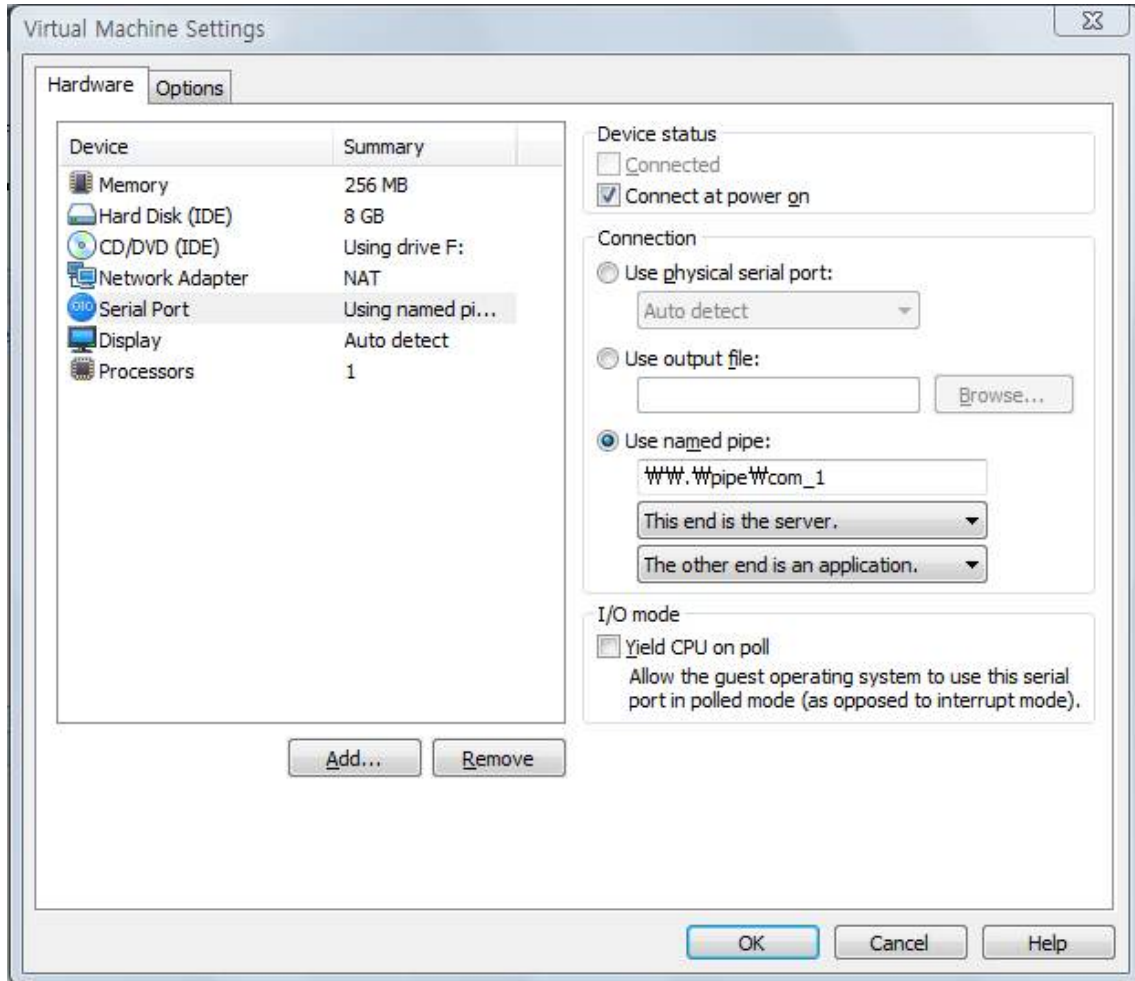 Virtual Machine Settings
Hardware
Options
Device Summary
Memory 256 MB
Hard Disk (IDE) 8 GB
CD/DVD (IDE) Using drive F:
Network Adapter NAT
Serial Port Using named pi...
Display Auto detect
Processors 1
Add...
Remove
Device status
Connected
Connect at power on
Connection
Use physical serial port:
Auto detect
Use output file:
Browse...
Use named pipe:
₩₩.₩pipe₩com_1
This end is the server.
The other end is an application.
I/O mode
Yield CPU on poll
Allow the guest operating system to use this serial
port in polled mode (as opposed to interrupt mode).
OK
Cancel
Help